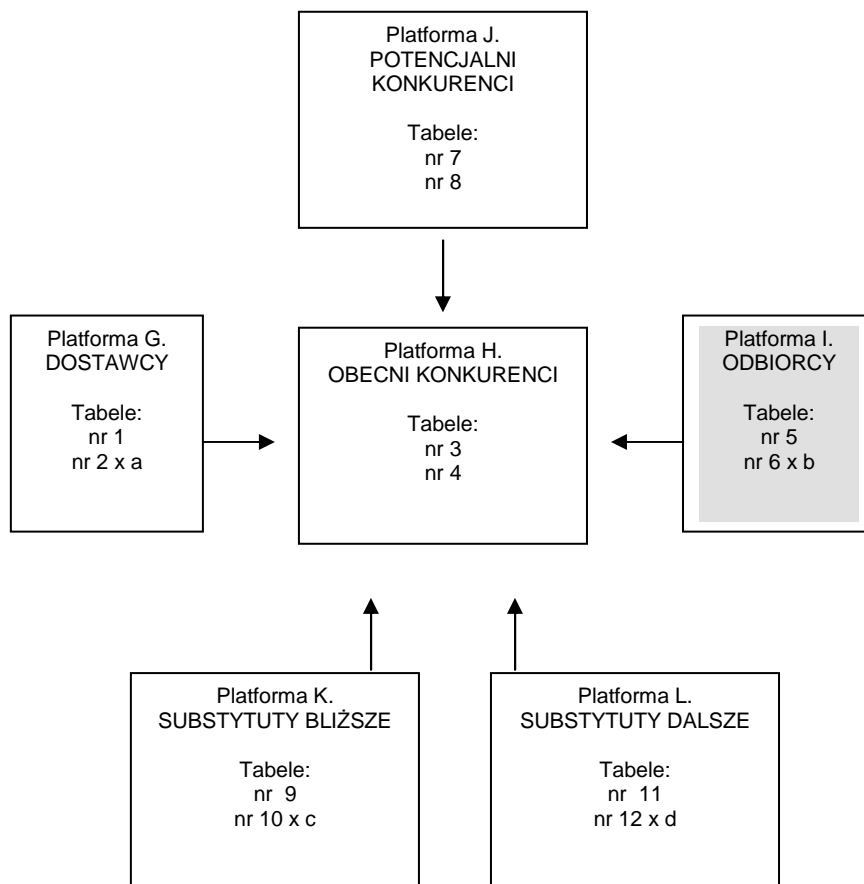 Platforma J.
POTENCJALNI
KONKURENCI
Tabele:
nr 7
nr 8
Platforma G.
DOSTAWCY
Tabele:
nr 1
nr 2 x a
Platforma H.
OBECNI KONKURENCI
Tabele:
nr 3
nr 4
Platforma I.
ODBIORCY
Tabele:
nr 5
nr 6 x b
Platforma K.
SUBSTYTUTY BLIŻSZE
Tabele:
nr 9
nr 10 x c
Platforma L.
SUBSTYTUTY DALSZE
Tabele:
nr 11
nr 12 x d